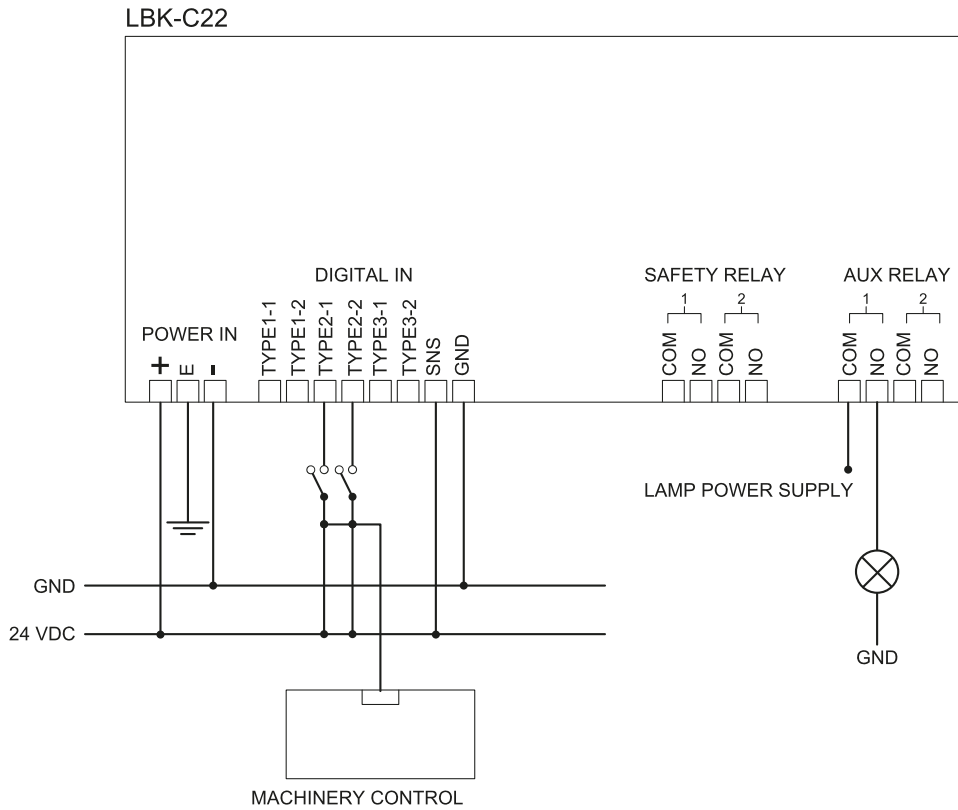 LBK-C22
DIGITAL IN
SAFETY RELAY
AUX RELAY
1
2
1
2
POWER IN
+
E
-
TYPE1-1
TYPE1-2
TYPE2-1
TYPE2-2
TYPE3-1
TYPE3-2
SNS
GND
COM
NO
COM
NO
COM
NO
COM
NO
LAMP POWER SUPPLY
GND
24 VDC
GND
MACHINERY CONTROL